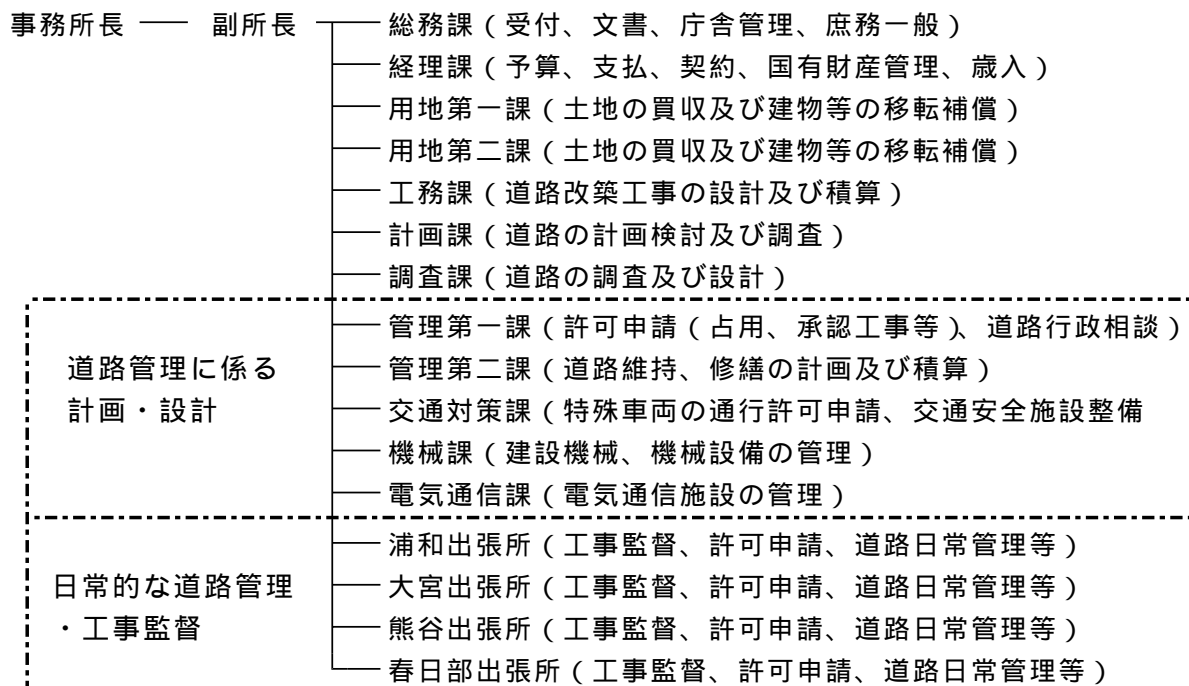 事務所長 ── 副所長 ── 総務課（受付、文書、庁舎管理、庶務一般）
経理課（予算、支払、契約、国有財産管理、歳入）
用地第一課（土地の買収及び建物等の移転補償）
用地第二課（土地の買収及び建物等の移転補償）
工務課（道路改築工事の設計及び積算）
計画課（道路の計画検討及び調査）
調査課（道路の調査及び設計）
管理第一課（許可申請（占用、承認工事等）、道路行政相談）
道路管理に係る
計画・設計
管理第二課（道路維持、修繕の計画及び積算）
交通対策課（特殊車両の通行許可申請、交通安全施設整備
機械課（建設機械、機械設備の管理）
電気通信課（電気通信施設の管理）
浦和出張所（工事監督、許可申請、道路日常管理等）
日常的な道路管理
・工事監督
大宮出張所（工事監督、許可申請、道路日常管理等）
熊谷出張所（工事監督、許可申請、道路日常管理等）
春日部出張所（工事監督、許可申請、道路日常管理等）